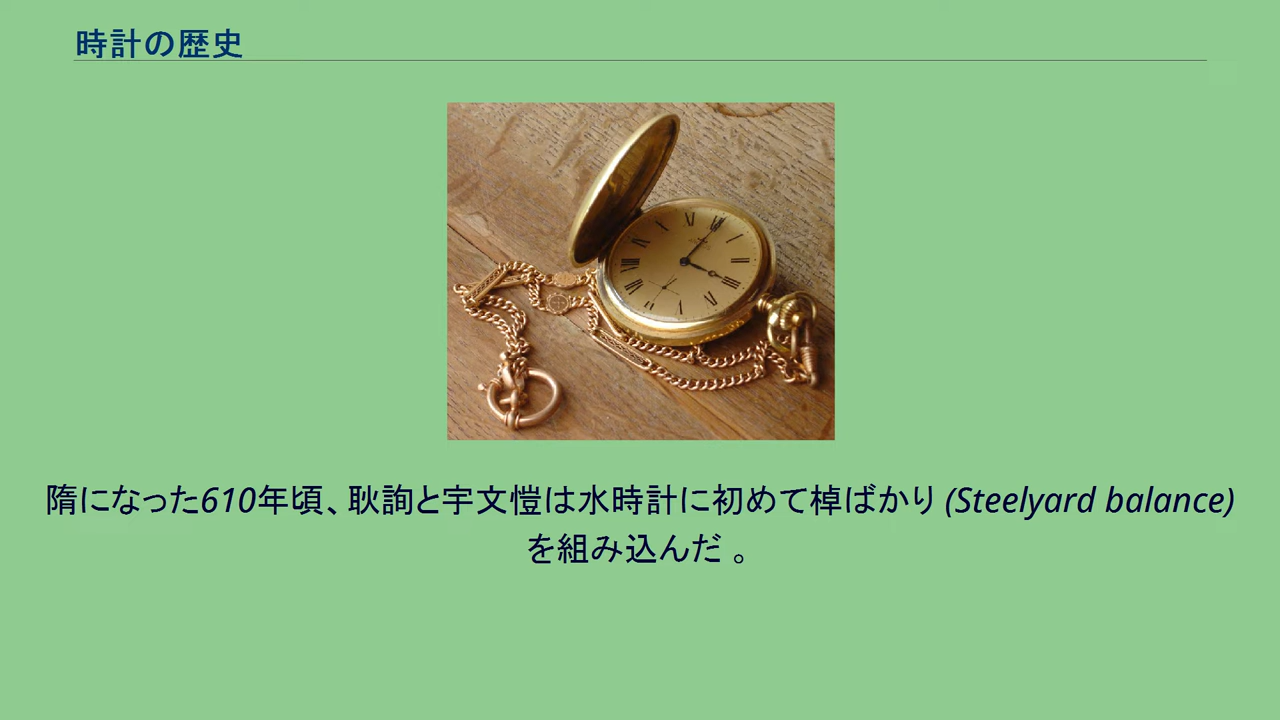 時計の歴史
隋になった610年頃、耿詢と宇文愷は水時計に初めて棹ばかり (Steelyard balance)
を組み込んだ 。